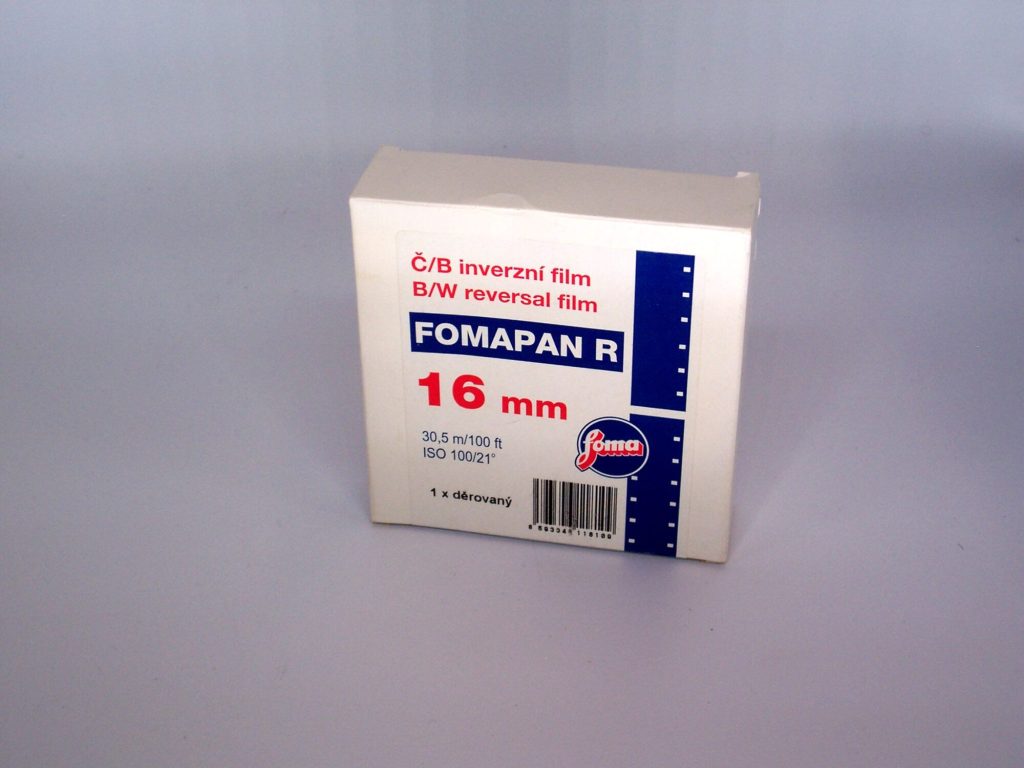 Č/B inverzní film
B/W reversal film
FOMAPAN R
16 mm
30,5 m/100 ft
ISO 100/21°
foma
1 x děrovaný